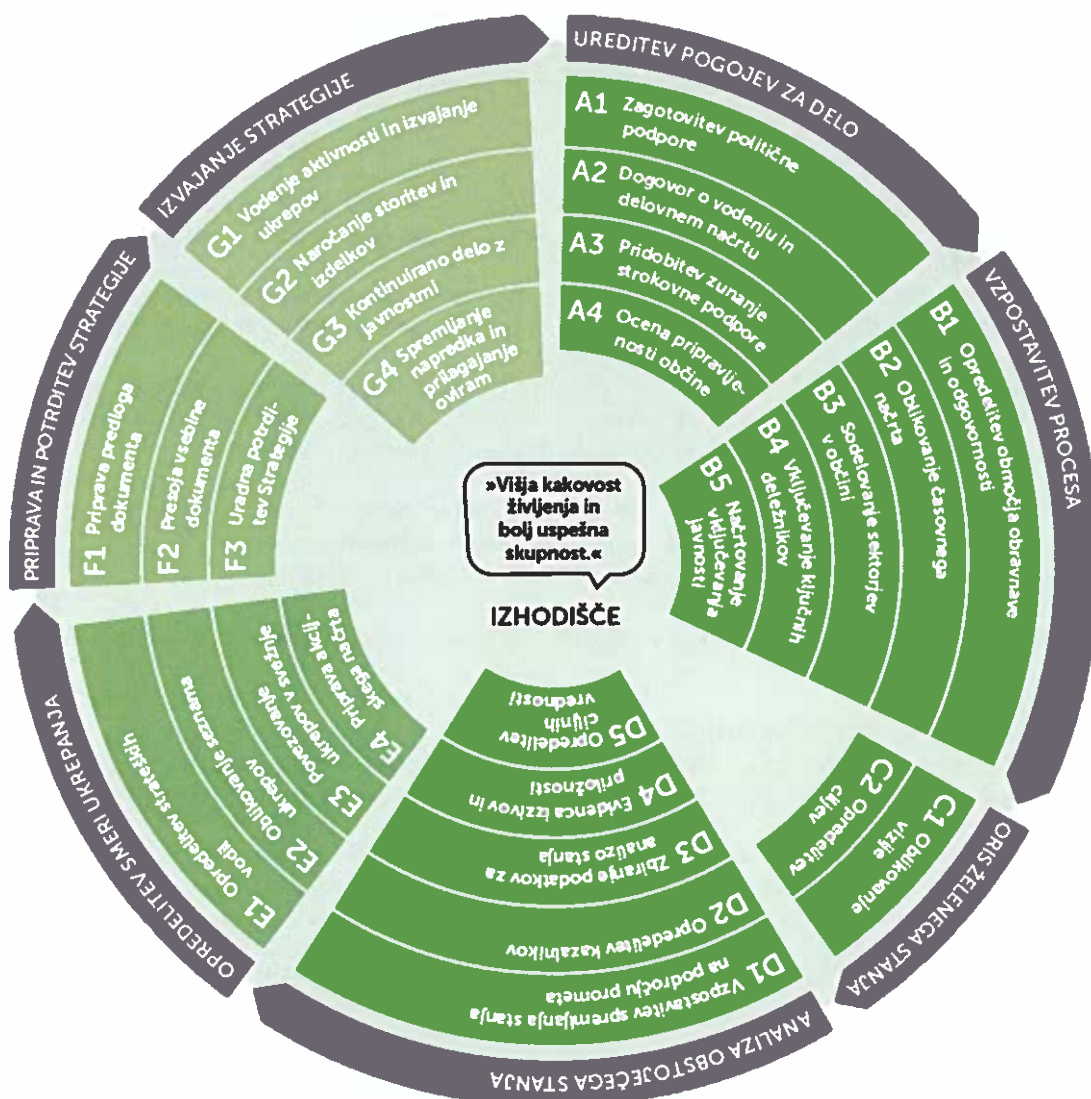 UREDITEV POGOJEV ZA DELO
A1 Zagotovitev politične
podpore
A2 Dogovor o vodenju in
delovnem načrtu
A3 Pridobitev zunanje
strokovne podpore
A4 Ocena pripravlje-
nosti občine
VZPOSTAVITEV PROCESA
B1 Opredelitev območja obravnave
in odgovornosti
B2 Oblikovanje časovnega
načrta
B3 Sodelovanje sektorjev
v občini
B4 Vključevanje ključnih
deležnikov
B5 Načrtovanje
vključevanja
javnosti
ORIS ŽELENEGA STANJA
C1 Oblikovanje
vizije
C2 Opredelitev
ciljev
ANALIZA OBSTOJEČEGA STANJA
D1 Vzpostavitev spremljanja stanja
na področju prometa
D2 Opredelitev kazalnikov
D3 Zbiranje podatkov za
analizo stanja
D4 Evidenca izzivov in
priložnosti
D5 Opredelitev
ciljnih
vrednosti
OPREDELITEV SMERI UKREPANJA
E1 Opredelitev strateških
vodil
E2 Oblikovanje seznama
ukrepov
E3 Povezovanje
ukrepov v svežnje
E4 Priprava akcij-
skega načrta
PRIPRAVA IN POTRDITEV STRATEGIJE
F1 Priprava predloga
dokumenta
F2 Presoja vsebine
dokumenta
F3 Uradna potrdi-
tev Strategije
IZVAJANJE STRATEGIJE
G1 Vodenje aktivnosti in izvajanje
ukrepov
G2 Naročanje storitev in
izdelkov
G3 Kontinuirano delo z
javnostmi
G4 Spremljanje
napredka in
prilagajanje
oviram
»Višja kakovost
življenja in
bolj uspešna
skupnost.«
IZHODIŠČE